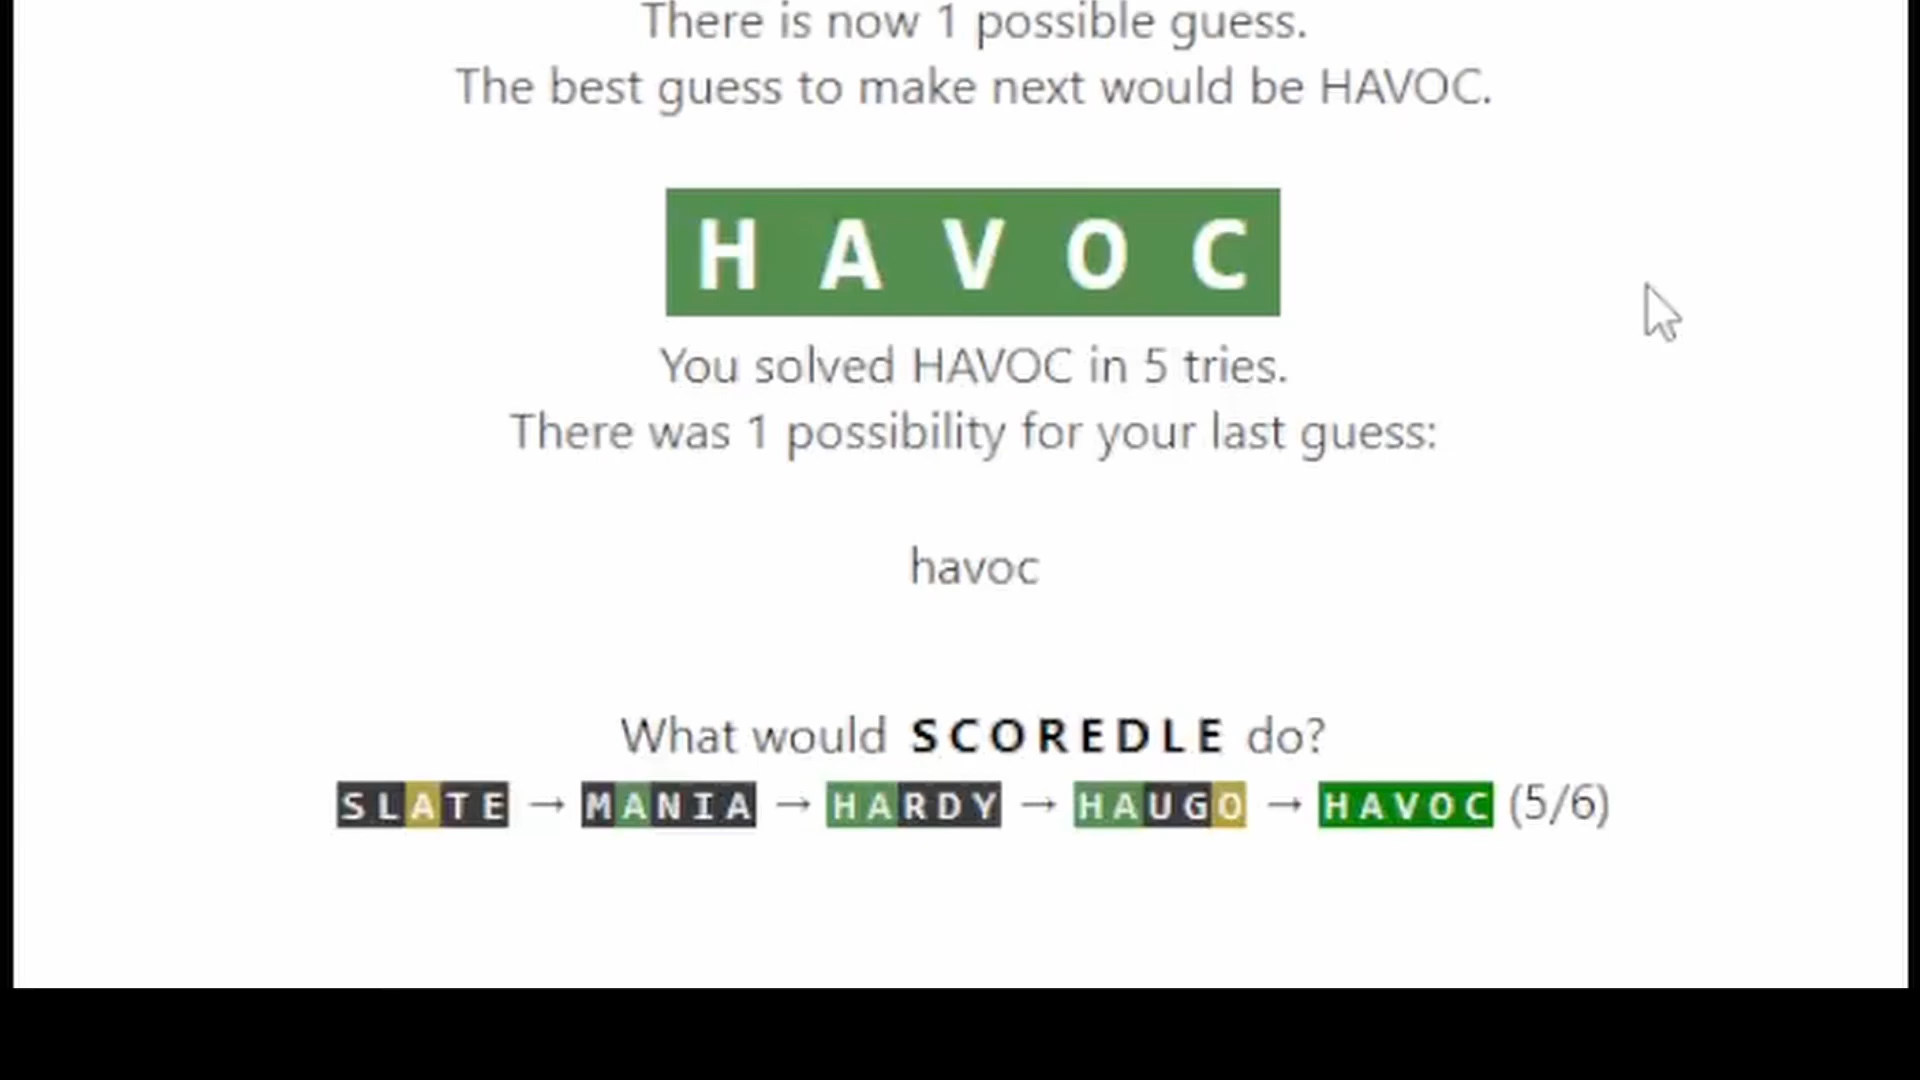 There is now 1 possible guess.
The best guess to make next would be HAVOC.
HAVOC
You solved HAVOC in 5 tries.
There was 1 possibility for your last guess:
havoc
What would SCOREDLE do?
SLATE → MANIA → HARDY → HAUGO → HAVOC (5/6)